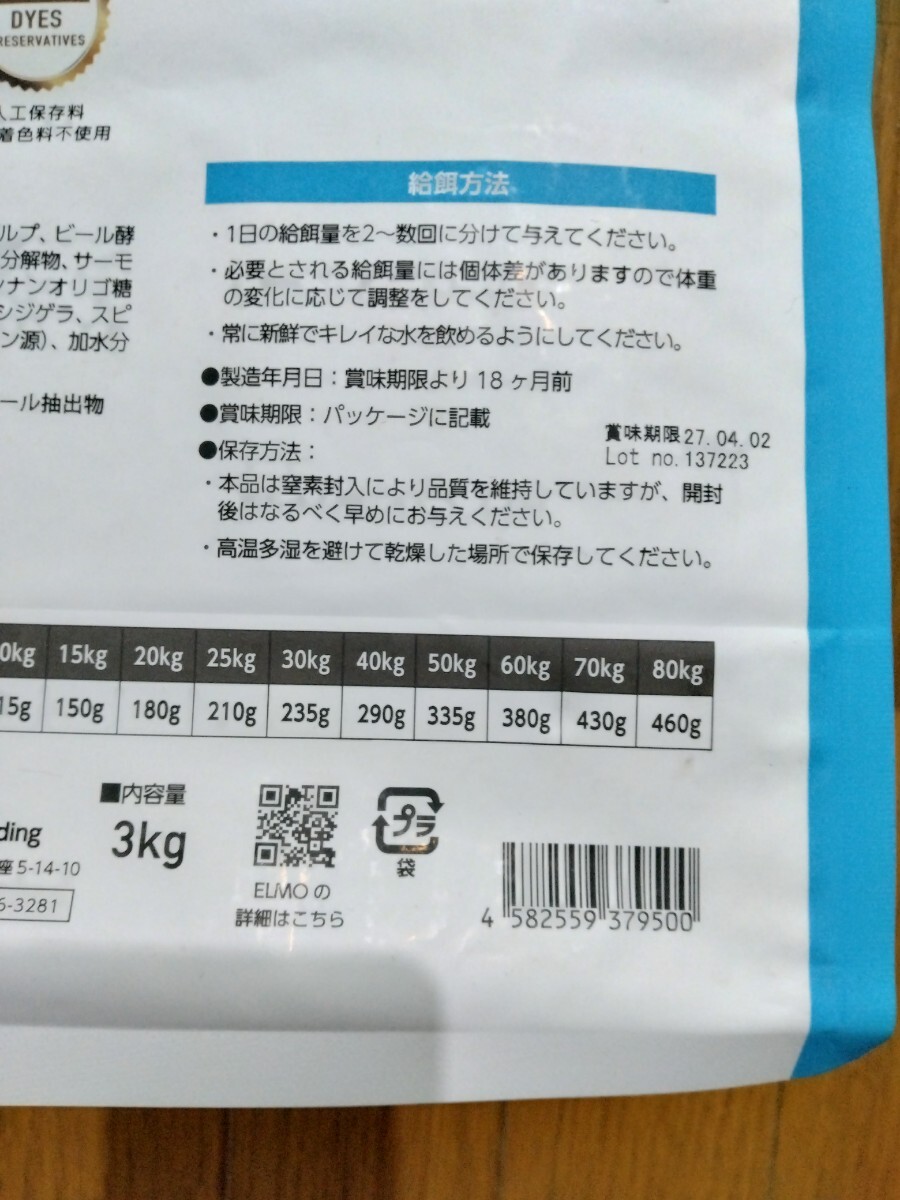 DYES
RESERVATIVES
人工保存料
着色料不使用
ルプ、ビール酵
分解物、サーモ
ンナンオリゴ糖
シジゲラ、スピ
ン源)、加水分
ール抽出物
給餌方法
・1日の給餌量を2〜数回に分けて与えてください。
・必要とされる給餌量には個体差がありますので体重
の変化に応じて調整をしてください。
・常に新鮮でキレイな水を飲めるようにしてください。
●製造年月日：賞味期限より 18 ヶ月前
●賞味期限：パッケージに記載
賞味期限27.04.02
Lot no.137223
●保存方法：
・本品は窒素封入により品質を維持していますが、開封
後はなるべく早めにお与えください。
・高温多湿を避けて乾燥した場所で保存してください。
0kg 15kg 20kg 25kg 30kg 40kg 50kg 60kg 70kg 80kg
15g 150g 180g 210g 235g 290g 335g 380g 430g 460g
■内容量
3kg
ding
座 5-14-10
6-3281
ELMO の
詳細はこちら
プラ
袋
4 582559 379500